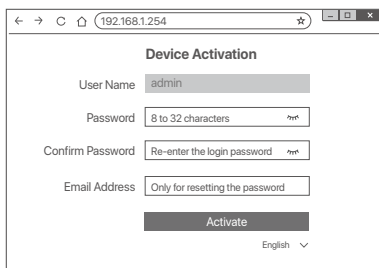 192.168.1.254
Device Activation
User Name admin
Password 8 to 32 characters
Confirm Password Re-enter the login password
Email Address Only for resetting the password
Activate
English